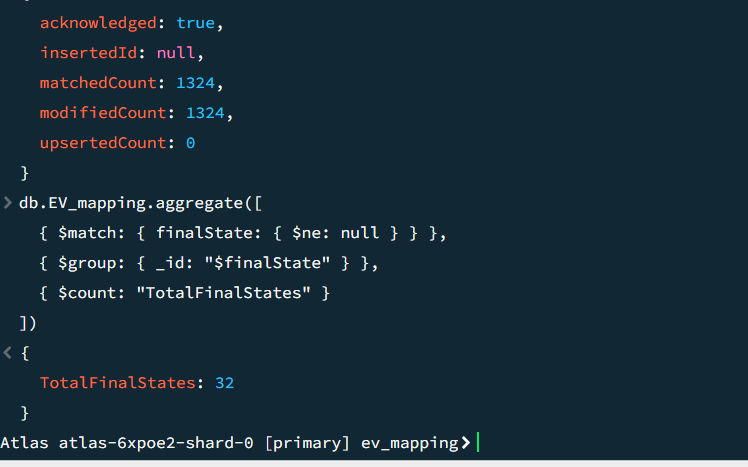 acknowledged: true,
insertedId: null,
matchedCount: 1324,
modifiedCount: 1324,
upsertedCount: 0
}
> db.EV_mapping.aggregate([
{ $match: { finalState: { $ne: null } } },
{ $group: { _id: "$finalState" } },
{ $count: "TotalFinalStates" }
])
< {
TotalFinalStates: 32
}
Atlas atlas-6xpoe2-shard-0 [primary] ev_mapping>